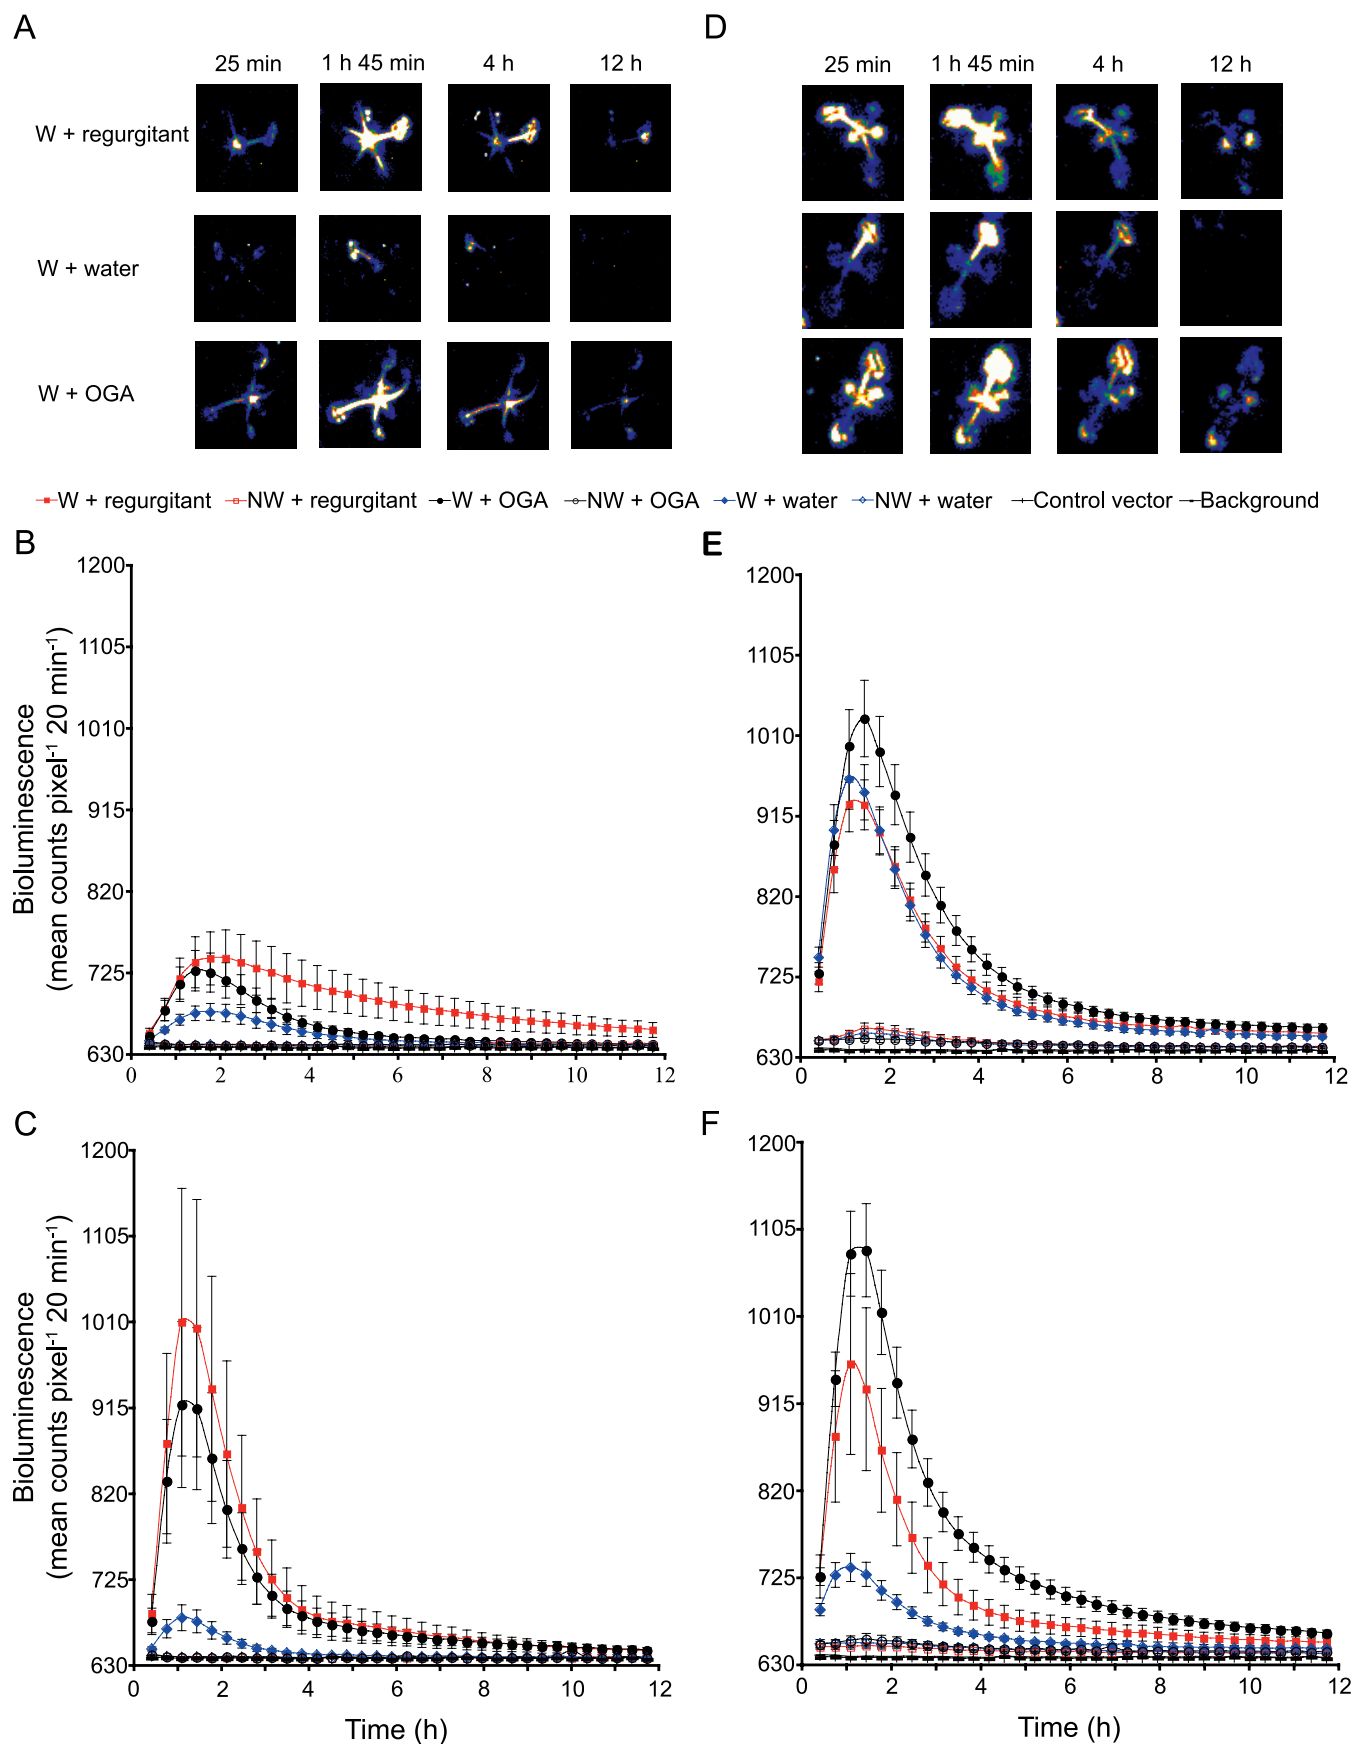 A
D
25 min
1 h 45 min
4 h
12 h
25 min
1 h 45 min
4 h
12 h
W + regurgitant
W + water
W + OGA
W + regurgitant
NW + regurgitant
W + OGA
NW + OGA
W + water
NW + water
Control vector
Background
B
1200
1105
1010
915
820
725
630
0
2
4
6
8
10
12
Bioluminescence
(mean counts pixel⁻¹ 20 min⁻¹)
E
1200
1105
1010
915
820
725
630
0
2
4
6
8
10
12
C
1200
1105
1010
915
820
725
630
0
2
4
6
8
10
12
Bioluminescence
(mean counts pixel⁻¹ 20 min⁻¹)
Time (h)
F
1200
1105
1010
915
820
725
630
0
2
4
6
8
10
12
Time (h)